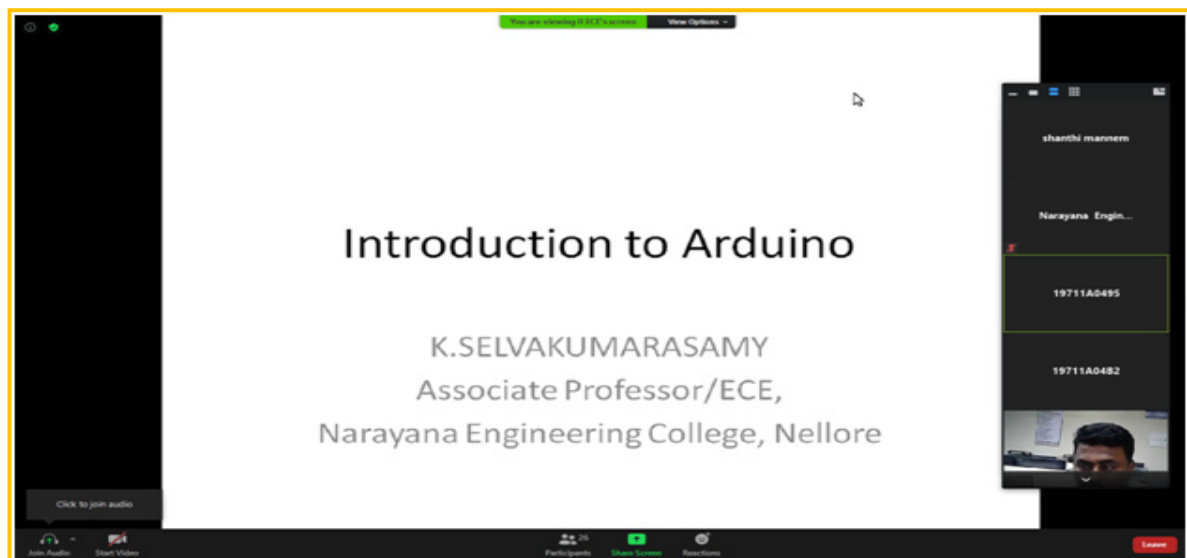 You are viewing II ECE's screen
View Options
Introduction to Arduino
K.SELVAKUMARASAMY
Associate Professor/ECE,
Narayana Engineering College, Nellore
shanthi mannem
Narayana Engin...
19711A0495
19711A04B2
Click to join audio
Join Audio
Start Video
Participants
26
Share Screen
Reactions
Leave